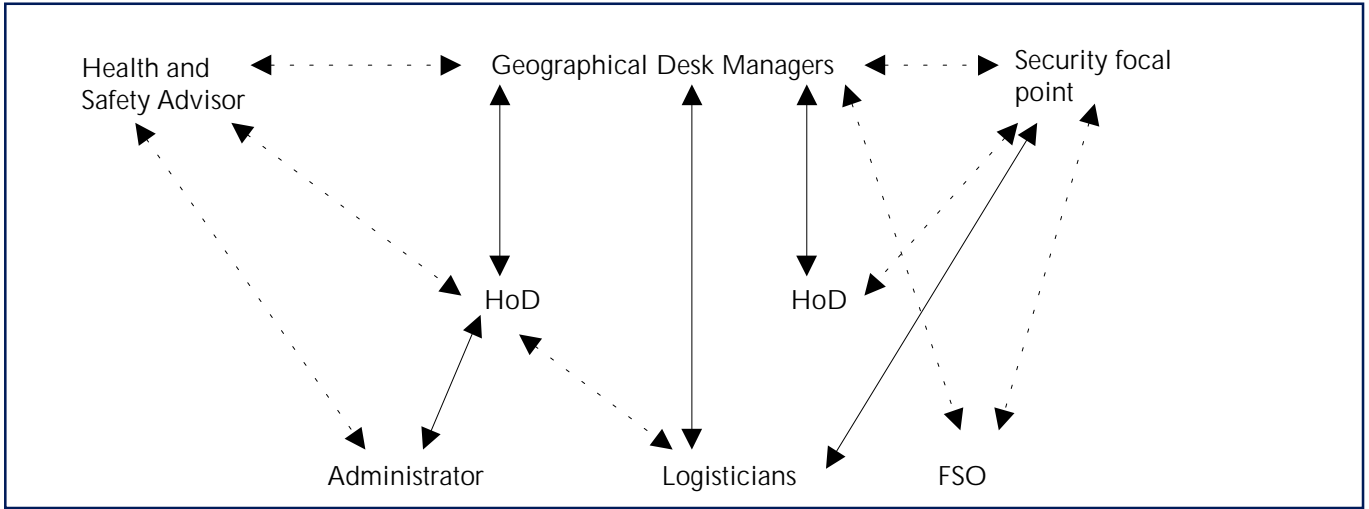 Health and
Safety Advisor
Geographical Desk Managers
Security focal
point
HoD
HoD
Administrator
Logisticians
FSO